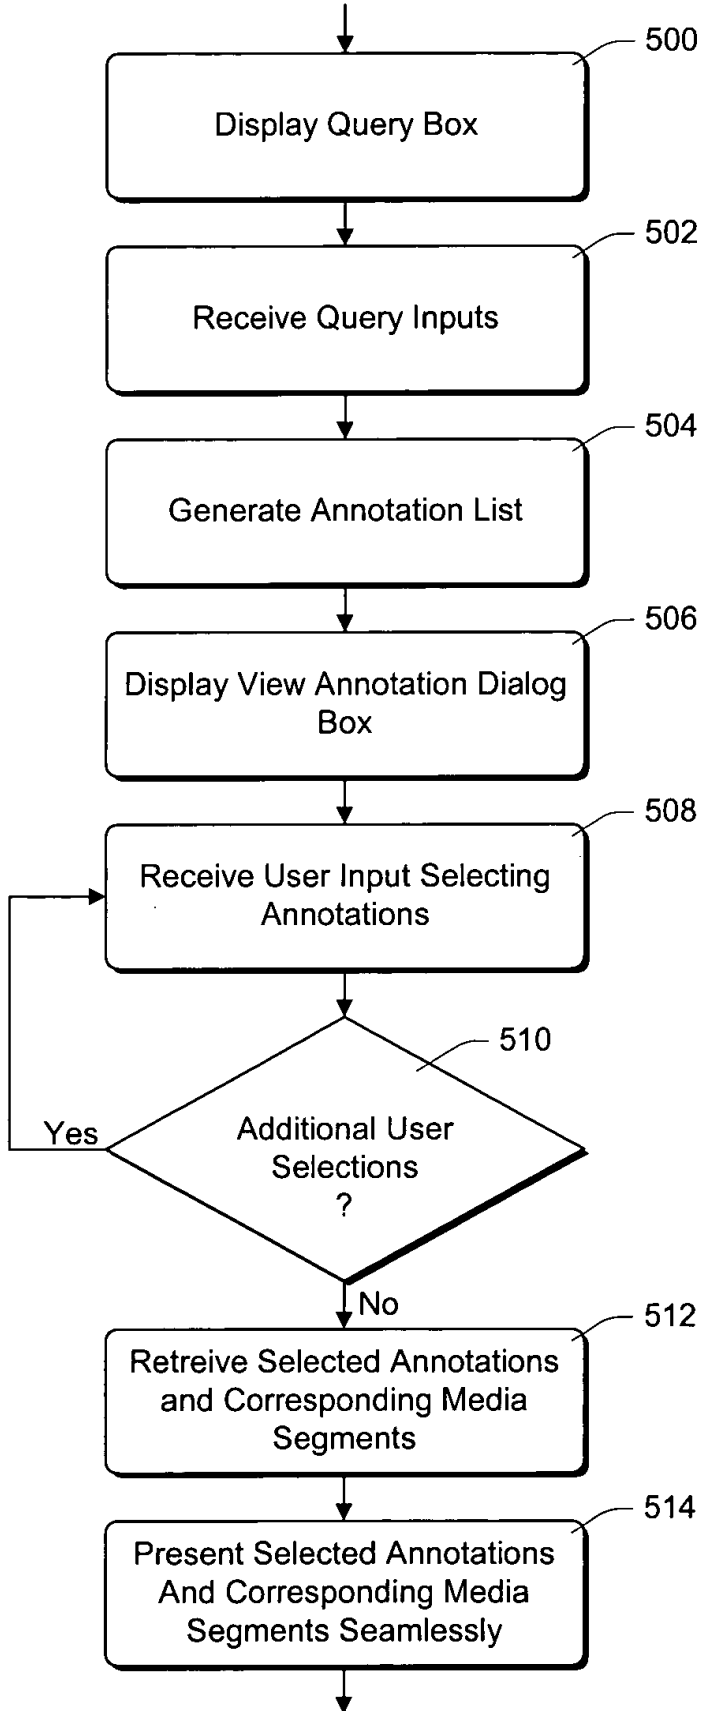 500
Display Query Box
502
Receive Query Inputs
504
Generate Annotation List
506
Display View Annotation Dialog
Box
508
Receive User Input Selecting
Annotations
510
Yes
Additional User
Selections
?
No
512
Retreive Selected Annotations
and Corresponding Media
Segments
514
Present Selected Annotations
And Corresponding Media
Segments Seamlessly